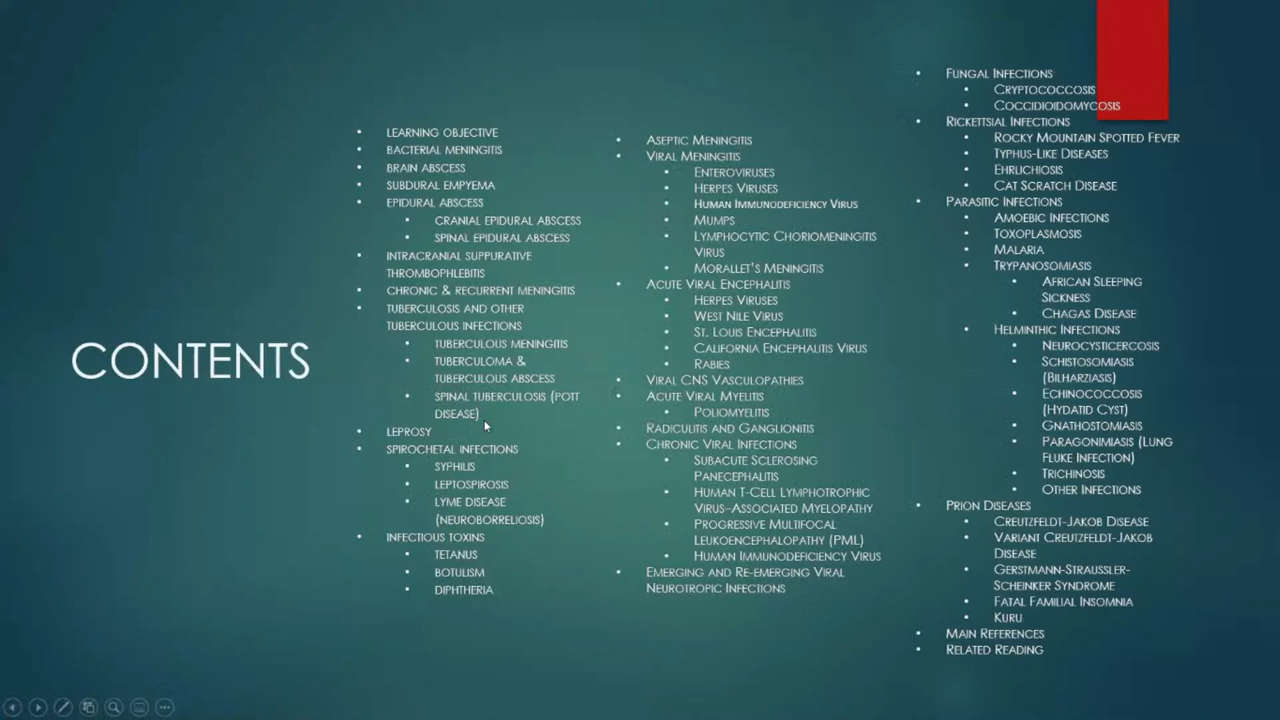 CONTENTS
• LEARNING OBJECTIVE
• BACTERIAL MENINGITIS
• BRAIN ABSCESS
• SUBDURAL EMPYEMA
• EPIDURAL ABSCESS
• CRANIAL EPIDURAL ABSCESS
• SPINAL EPIDURAL ABSCESS
• INTRACRANIAL SUPPURATIVE
THROMBOPHLEBITIS
• CHRONIC & RECURRENT MENINGITIS
• TUBERCULOSIS AND OTHER
TUBERCULOUS INFECTIONS
• TUBERCULOUS MENINGITIS
• TUBERCULOMA &
TUBERCULOUS ABSCESS
• SPINAL TUBERCULOSIS (POTT
DISEASE)
• LEPROSY
• SPIROCHETAL INFECTIONS
• SYPHILIS
• LEPTOSPIROSIS
• LYME DISEASE
(NEUROBORRELIOSIS)
• INFECTIOUS TOXINS
• TETANUS
• BOTULISM
• DIPHTHERIA
• ASEPTIC MENINGITIS
• VIRAL MENINGITIS
• ENTEROVIRUSES
• HERPES VIRUSES
• HUMAN IMMUNODEFICIENCY VIRUS
• MUMPS
• LYMPHOCYTIC CHORIOMENINGITIS
VIRUS
• MORALLET'S MENINGITIS
• ACUTE VIRAL ENCEPHALITIS
• HERPES VIRUSES
• WEST NILE VIRUS
• ST. LOUIS ENCEPHALITIS
• CALIFORNIA ENCEPHALITIS VIRUS
• RABIES
• VIRAL CNS VASCULOPATHIES
• ACUTE VIRAL MYELITIS
• POLIOMYELITIS
• RADICULITIS AND GANGLIONITIS
• CHRONIC VIRAL INFECTIONS
• SUBACUTE SCLEROSING
PANECEPHALITIS
• HUMAN T-CELL LYMPHOTROPHIC
VIRUS–ASSOCIATED MYELOPATHY
• PROGRESSIVE MULTIFOCAL
LEUKOENCEPHALOPATHY (PML)
• HUMAN IMMUNODEFICIENCY VIRUS
• EMERGING AND RE-EMERGING VIRAL
NEUROTROPIC INFECTIONS
• FUNGAL INFECTIONS
• CRYPTOCOCCOSIS
• COCCIDIOIDOMYCOSIS
• RICKETTSIAL INFECTIONS
• ROCKY MOUNTAIN SPOTTED FEVER
• TYPHUS-LIKE DISEASES
• EHRLICHIOSIS
• CAT SCRATCH DISEASE
• PARASITIC INFECTIONS
• AMOEBIC INFECTIONS
• TOXOPLASMOSIS
• MALARIA
• TRYPANOSOMIASIS
• AFRICAN SLEEPING
SICKNESS
• CHAGAS DISEASE
• HELMINTHIC INFECTIONS
• NEUROCYSTICERCOSIS
• SCHISTOSOMIASIS
(BILHARZIASIS)
• ECHINOCOCCOSIS
(HYDATID CYST)
• GNATHOSTOMIASIS
• PARAGONIMIASIS (LUNG
FLUKE INFECTION)
• TRICHINOSIS
• OTHER INFECTIONS
• PRION DISEASES
• CREUTZFELDT-JAKOB DISEASE
• VARIANT CREUTZFELDT-JAKOB
DISEASE
• GERSTMANN-STRAUSSLER-
SCHEINKER SYNDROME
• FATAL FAMILIAL INSOMNIA
• KURU
• MAIN REFERENCES
• RELATED READING